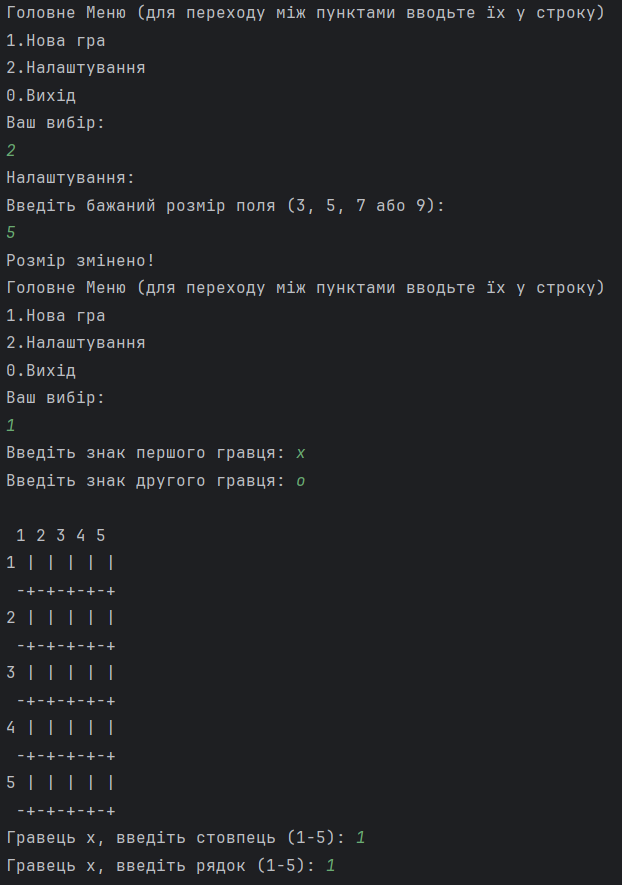 Головне Меню (для переходу між пунктами вводьте їх у строку)
1.Нова гра
2.Налаштування
0.Вихід
Ваш вибір:
2
Налаштування:
Введіть бажаний розмір поля (3, 5, 7 або 9):
5
Розмір змінено!
Головне Меню (для переходу між пунктами вводьте їх у строку)
1.Нова гра
2.Налаштування
0.Вихід
Ваш вибір:
1
Введіть знак першого гравця: x
Введіть знак другого гравця: o
 1 2 3 4 5
1 | | | | |
 -+-+-+-+-+
2 | | | | |
 -+-+-+-+-+
3 | | | | |
 -+-+-+-+-+
4 | | | | |
 -+-+-+-+-+
5 | | | | |
 -+-+-+-+-+
Гравець x, введіть стовпець (1-5): 1
Гравець x, введіть рядок (1-5): 1